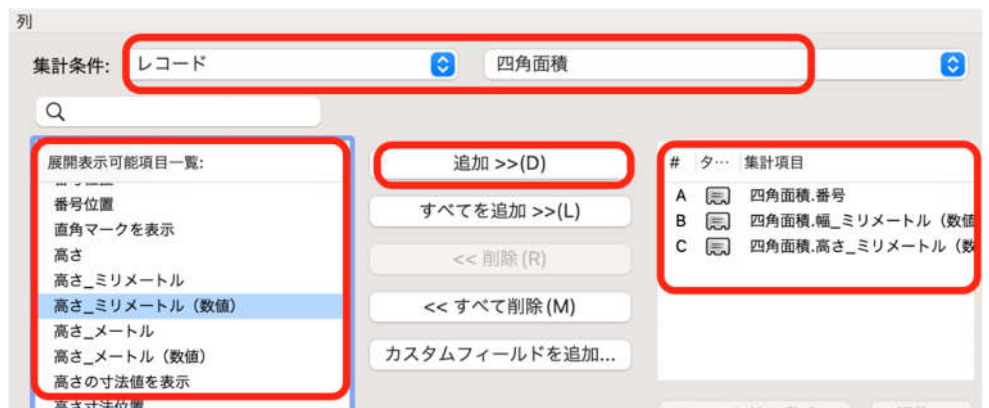 列
集計条件: レコード 四角面積
展開表示可能項目一覧:
番号位置
直角マークを表示
高さ
高さ_ミリメートル
高さ_ミリメートル（数値）
高さ_メートル
高さ_メートル（数値）
高さの寸法値を表示
高さ寸法位置
追加 >>(D)
すべてを追加 >>(L)
<< 削除(R)
<< すべて削除(M)
カスタムフィールドを追加...
# タ… 集計項目
A 四角面積.番号
B 四角面積.幅_ミリメートル（数値
C 四角面積.高さ_ミリメートル（数